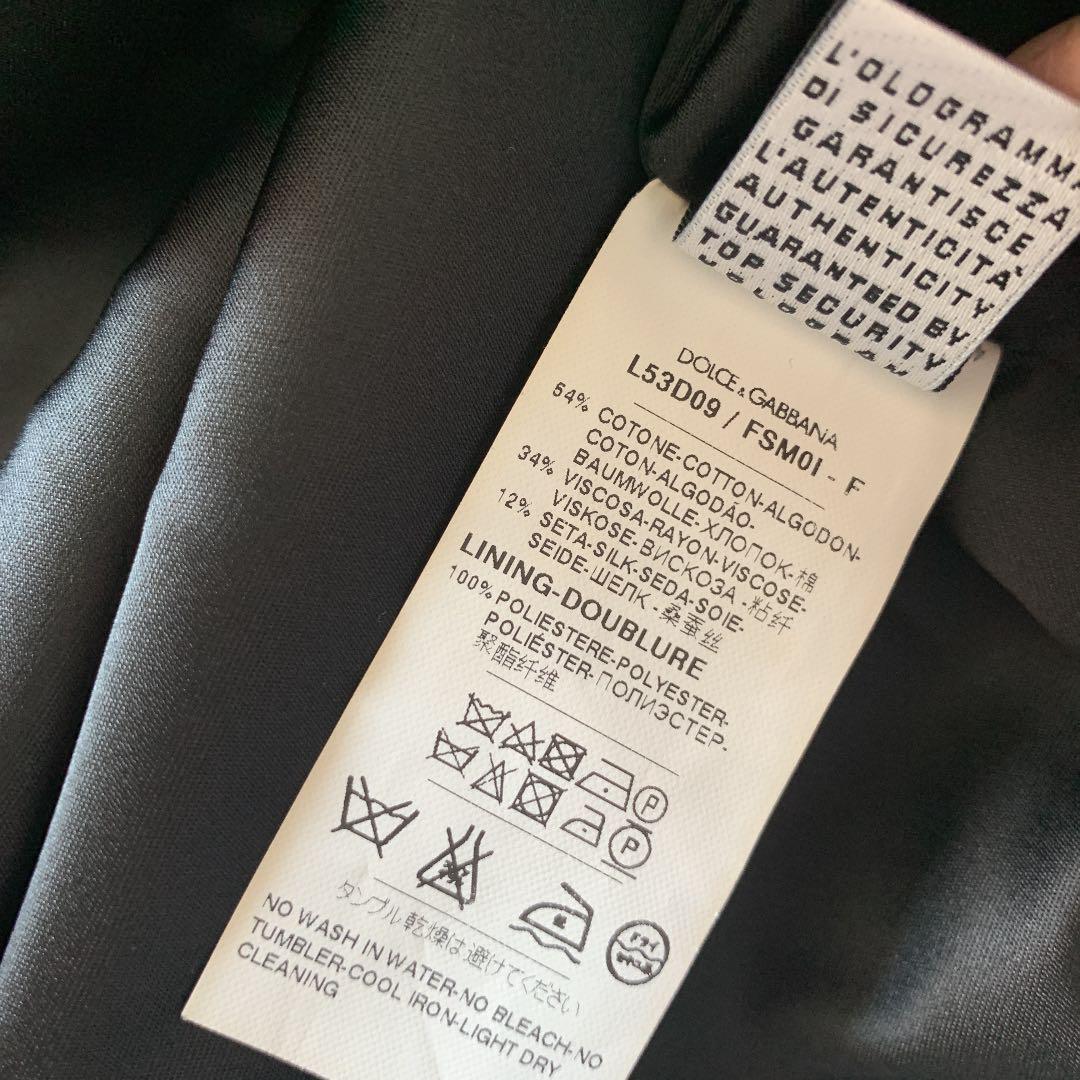 L'OLOGRAMMA
DI SICUREZZA
GARANTISCE
L'AUTENTICITÀ
AUTHENTICITY
GUARANTEED BY
TOP SECURITY
DOLCE & GABBANA
L53D09 / FSM0I - F
54% COTONE-COTTON-ALGODON-
COTON-ALGODÃO-
BAUMWOLLE-ХЛОПОК-棉
34% VISCOSA-RAYON-VISCOSE-
VISKOSE-ВИСКОЗА-粘纤
12% SETA-SILK-SEDA-SOIE-
SEIDE-ШЕЛК-桑蚕丝
LINING-DOUBLURE
100% POLIESTERE-POLYESTER-
POLIÉSTER-ПОЛИЭСТЕР-
聚酯纤维
P
P
タンブル乾燥は避けてください
NO WASH IN WATER-NO BLEACH-NO
TUMBLER-COOL IRON-LIGHT DRY
CLEANING